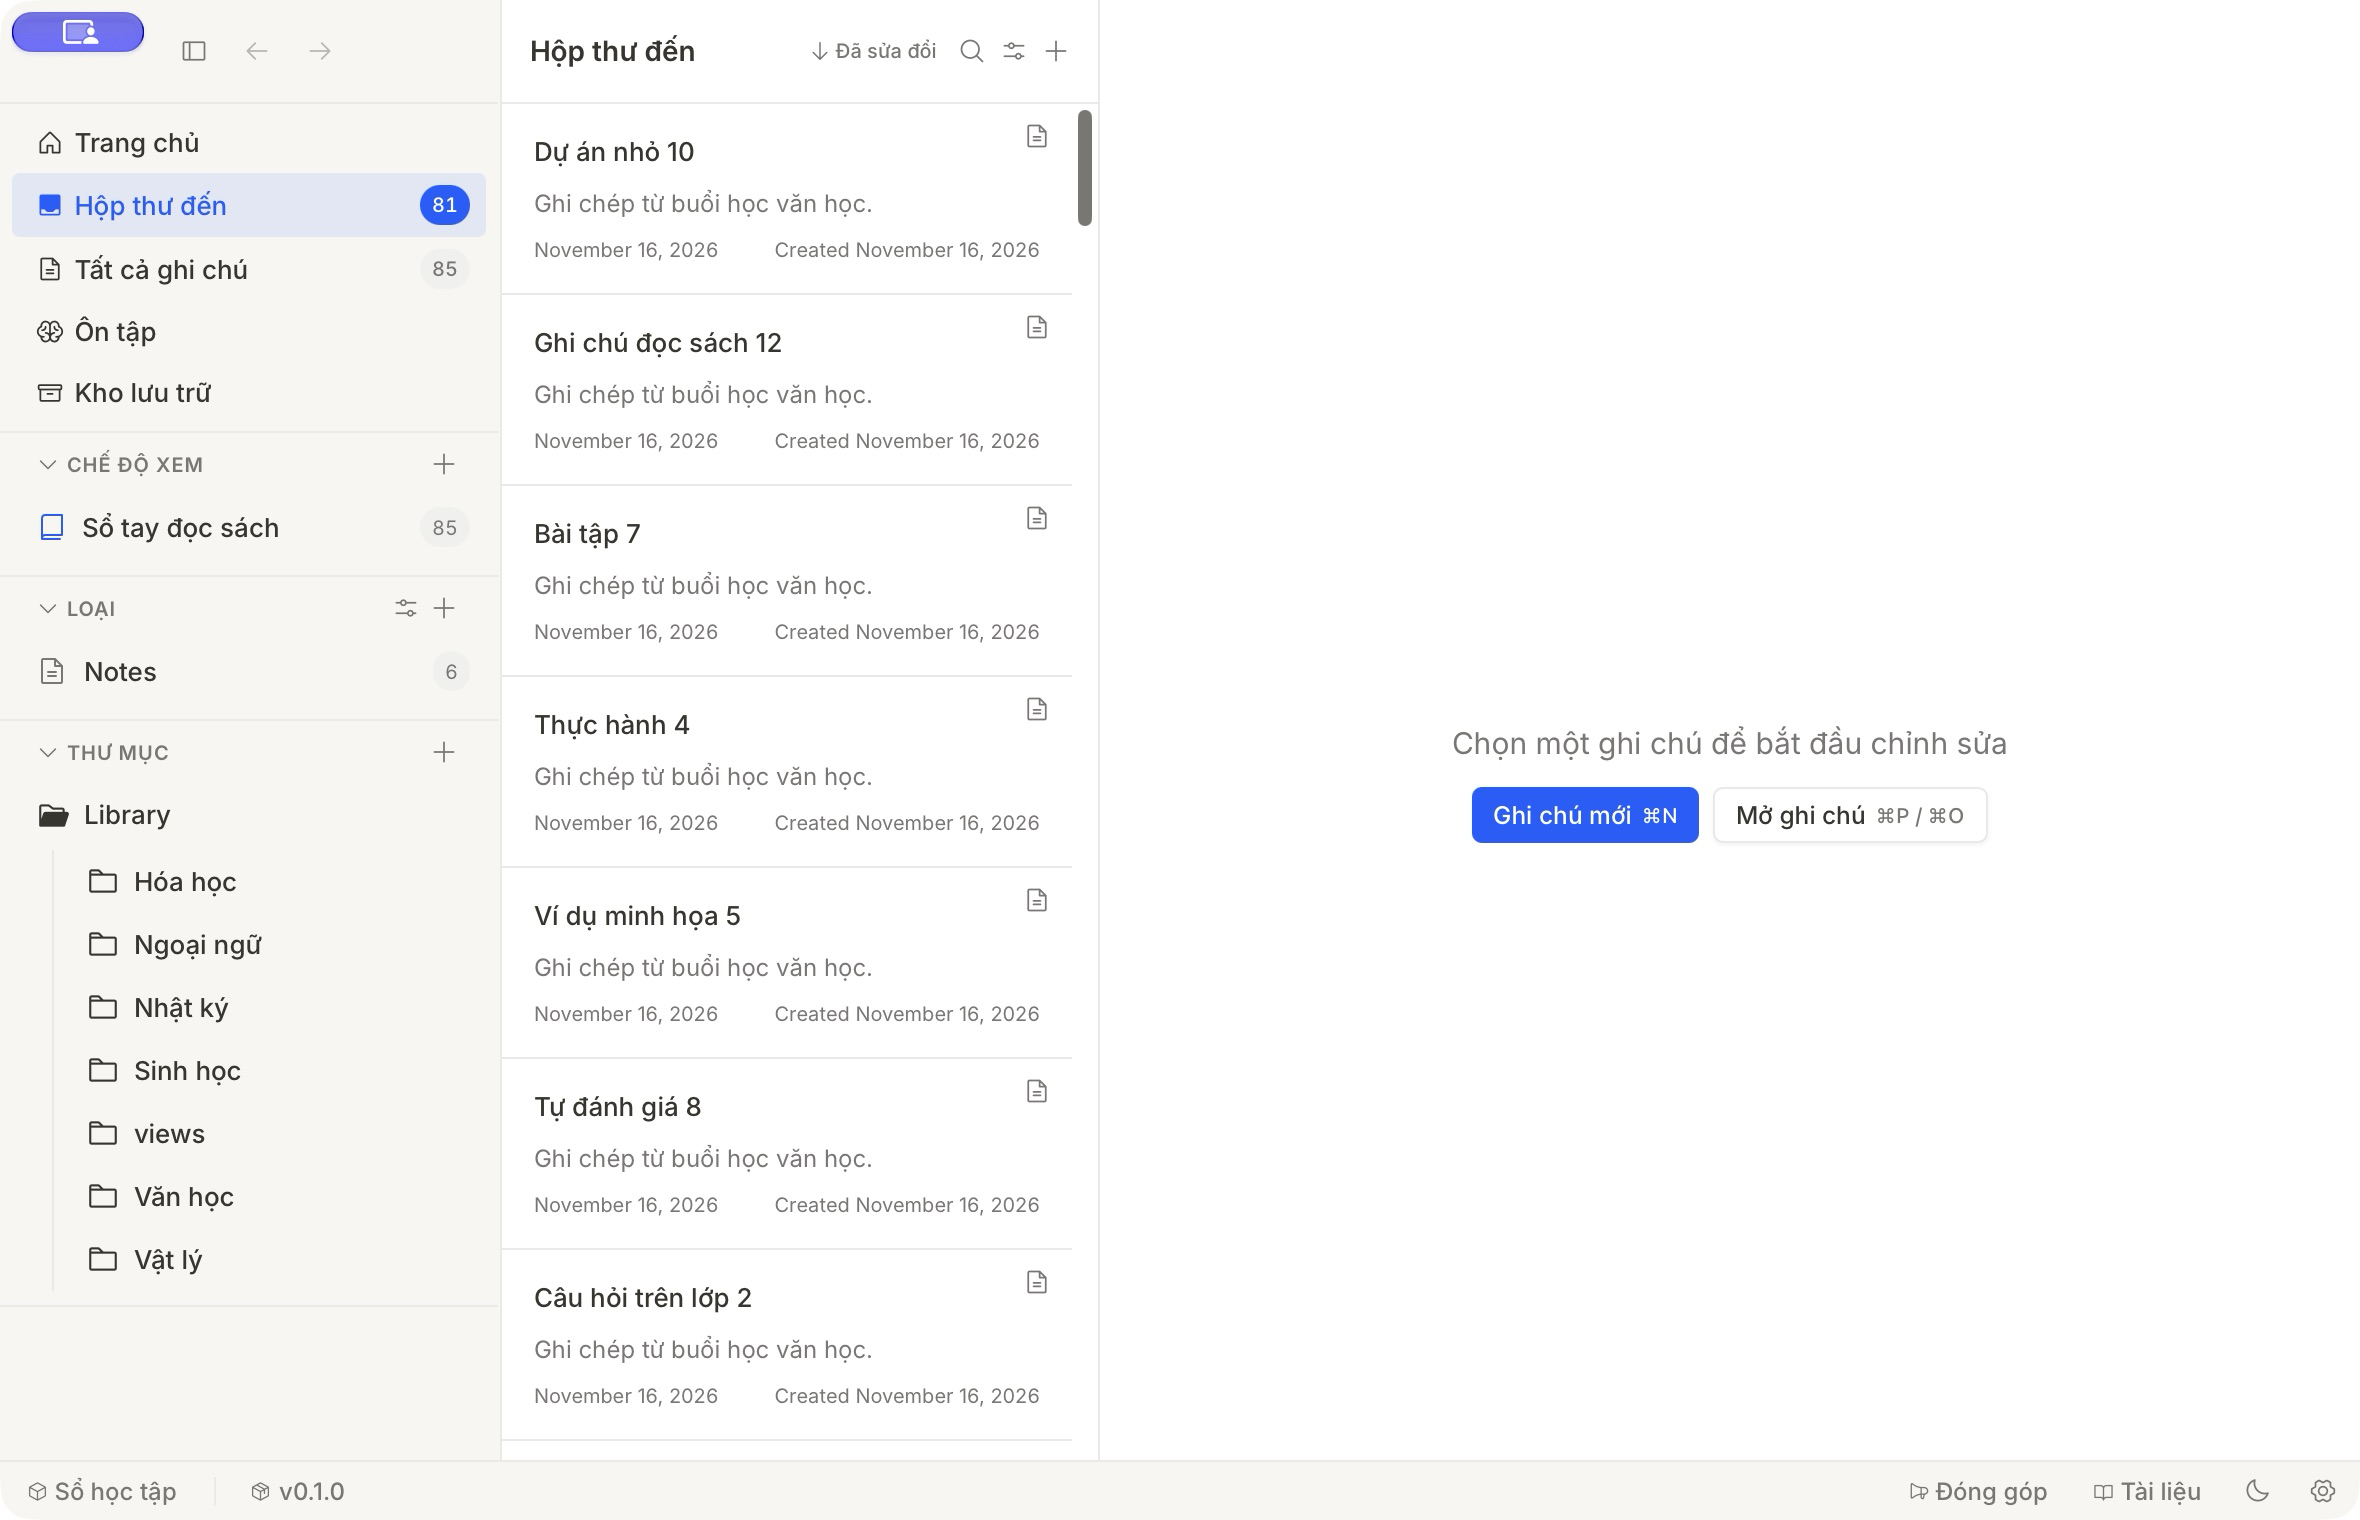 Trang chủ
Hộp thư đến 81
Tất cả ghi chú 85
Ôn tập
Kho lưu trữ
CHẾ ĐỘ XEM
Sổ tay đọc sách 85
LOẠI
Notes 6
THƯ MỤC
Library
Hóa học
Ngoại ngữ
Nhật ký
Sinh học
views
Văn học
Vật lý
Hộp thư đến Đã sửa đổi
Dự án nhỏ 10
Ghi chép từ buổi học văn học.
November 16, 2026 Created November 16, 2026
Ghi chú đọc sách 12
Ghi chép từ buổi học văn học.
November 16, 2026 Created November 16, 2026
Bài tập 7
Ghi chép từ buổi học văn học.
November 16, 2026 Created November 16, 2026
Thực hành 4
Ghi chép từ buổi học văn học.
November 16, 2026 Created November 16, 2026
Ví dụ minh họa 5
Ghi chép từ buổi học văn học.
November 16, 2026 Created November 16, 2026
Tự đánh giá 8
Ghi chép từ buổi học văn học.
November 16, 2026 Created November 16, 2026
Câu hỏi trên lớp 2
Ghi chép từ buổi học văn học.
November 16, 2026 Created November 16, 2026
Chọn một ghi chú để bắt đầu chỉnh sửa
Ghi chú mới ⌘N Mở ghi chú ⌘P / ⌘O
Sổ học tập v0.1.0 Đóng góp Tài liệu